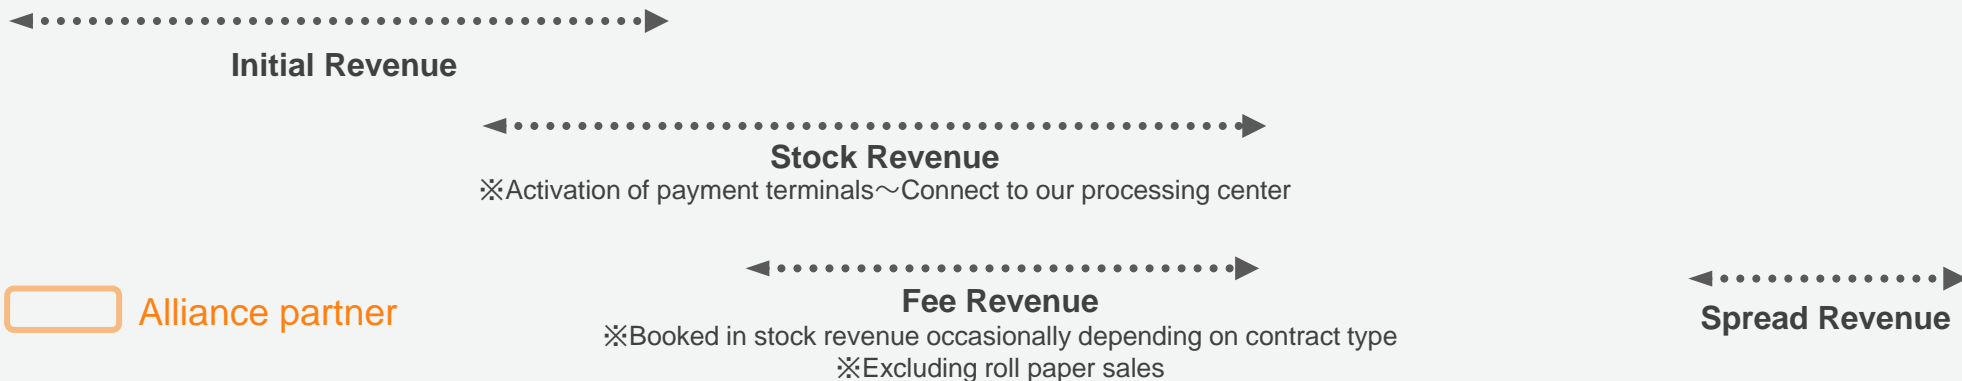 Initial Revenue
Stock Revenue
※Activation of payment terminals～Connect to our processing center
Alliance partner
Fee Revenue
※Booked in stock revenue occasionally depending on contract type
※Excluding roll paper sales
Spread Revenue